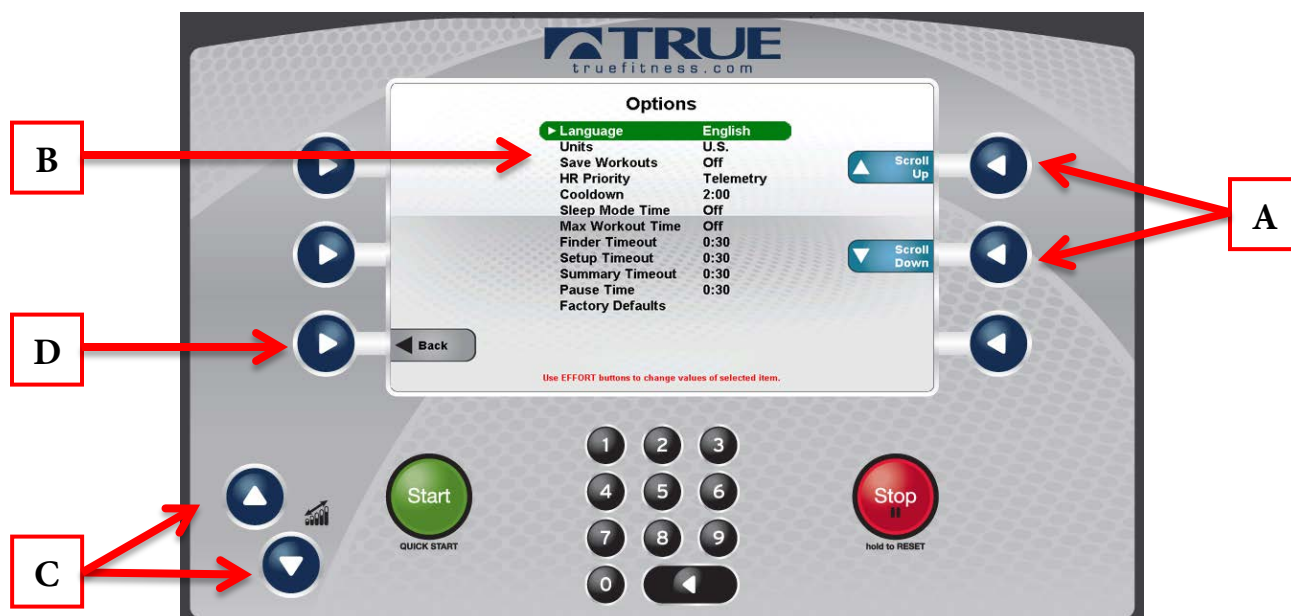 TRUE
truefitness.com
Options
Language English
Units U.S.
Save Workouts Off
HR Priority Telemetry
Cooldown 2:00
Sleep Mode Time Off
Max Workout Time Off
Finder Timeout 0:30
Setup Timeout 0:30
Summary Timeout 0:30
Pause Time 0:30
Factory Defaults
Scroll
Up
Scroll
Down
Back
Use EFFORT buttons to change values of selected item.
B
A
D
C
Start
QUICK START
1 2 3
4 5 6
7 8 9
0
Stop
hold to RESET